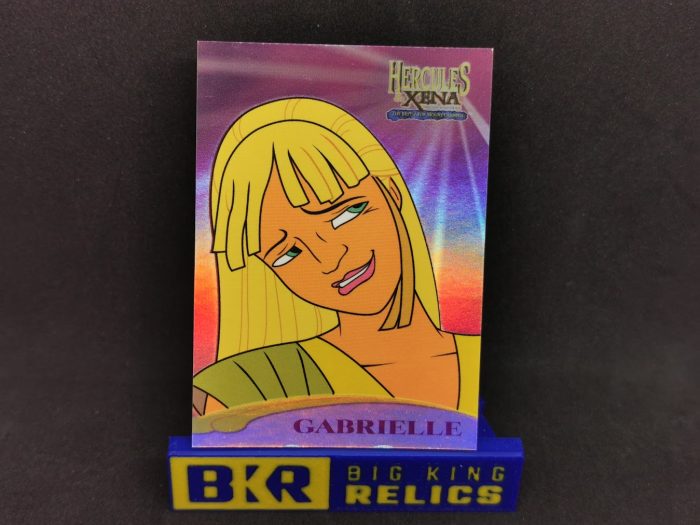 HERCULES
& XENA
GABRIELLE
BKR
BIG KING
RELICS